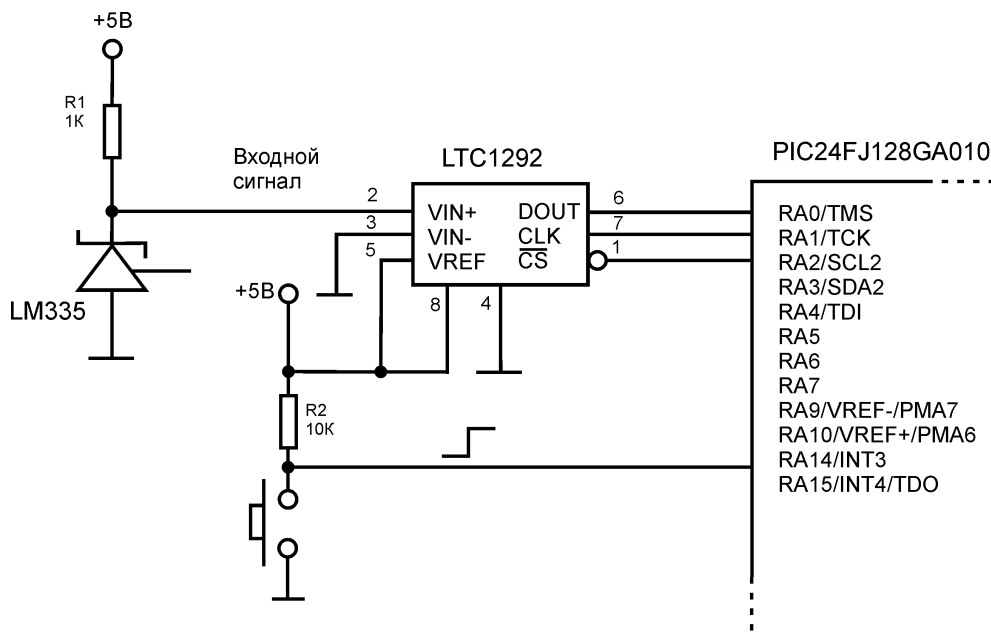 +5В
R1
1К
Входной
сигнал
LM335
LTC1292
2
3
5
VIN+
VIN-
VREF
DOUT
CLK
CS
6
7
1
8
4
+5В
R2
10К
PIC24FJ128GA010
RA0/TMS
RA1/TCK
RA2/SCL2
RA3/SDA2
RA4/TDI
RA5
RA6
RA7
RA9/VREF-/PMA7
RA10/VREF+/PMA6
RA14/INT3
RA15/INT4/TDO